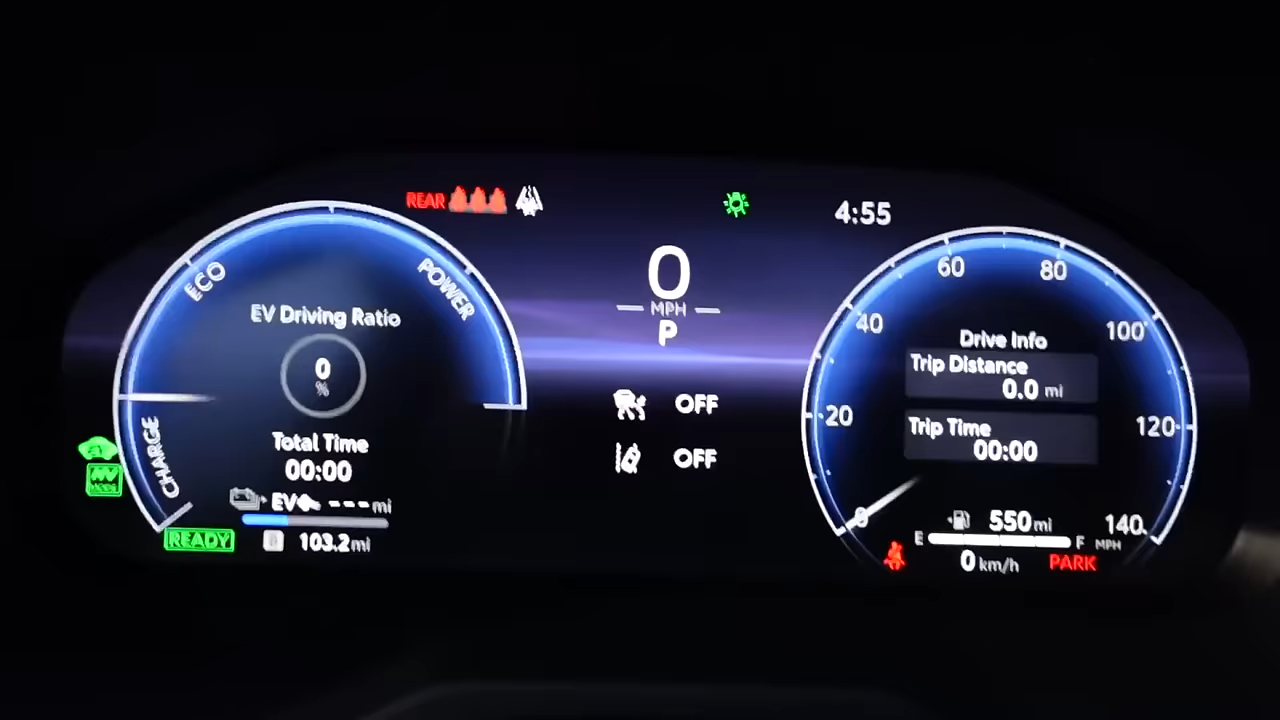 REAR
4:55
ECO
POWER
CHARGE
EV Driving Ratio
0
%
Total Time
00:00
EV ---mi
READY
103.2mi
0
MPH
P
OFF
OFF
0
20
40
60
80
100
120
140
MPH
Drive Info
Trip Distance
0.0 mi
Trip Time
00:00
550mi
E F
0 km/h
PARK